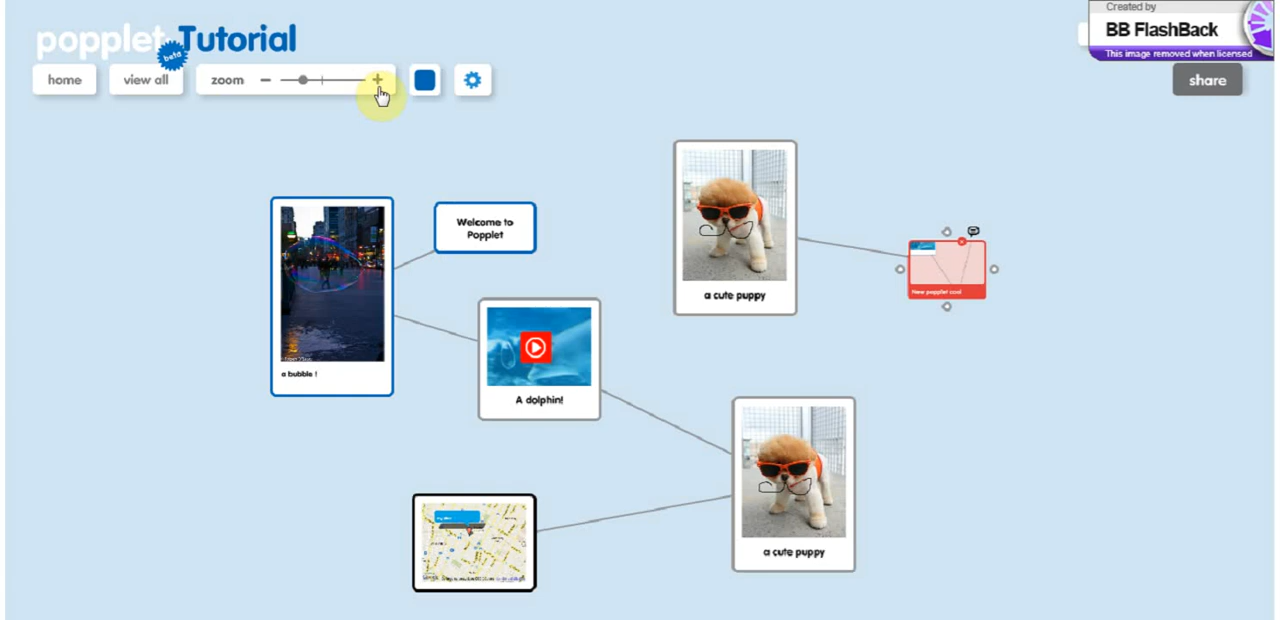 Created by
BB FlashBack
This image removed when licensed
popplet Tutorial
beta
home
view all
zoom
share
Welcome to
Popplet
a bubble !
A dolphin!
a cute puppy
New popplet cool
a cute puppy